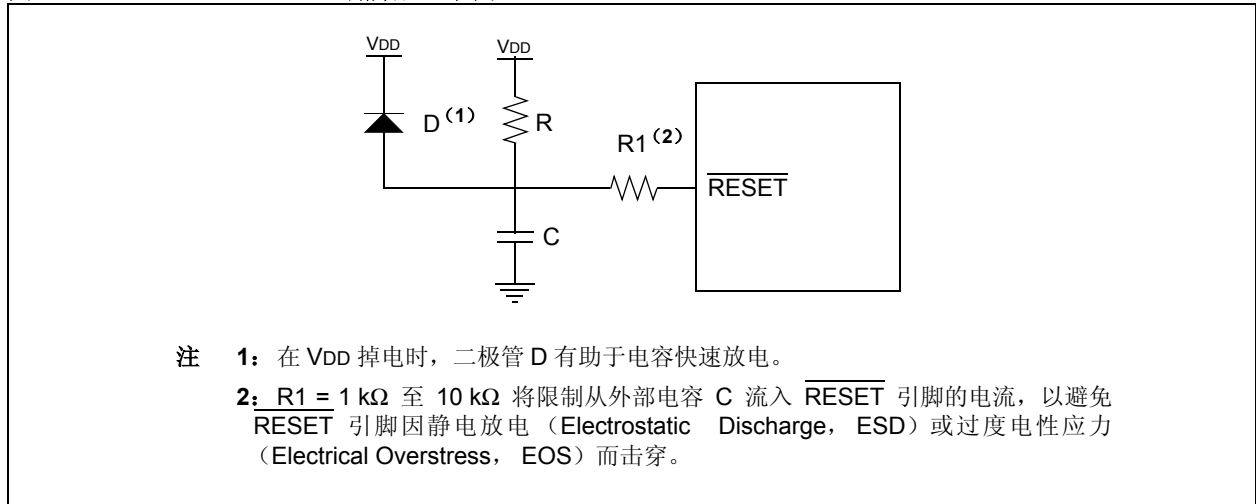 VDD VDD
D（1） R
R1（2）
RESET
C
注 1：在 VDD 掉电时，二极管 D 有助于电容快速放电。
2：R1 = 1 kΩ 至 10 kΩ 将限制从外部电容 C 流入 RESET 引脚的电流，以避免
RESET 引脚因静电放电（Electrostatic Discharge，ESD）或过度电性应力
（Electrical Overstress，EOS）而击穿。